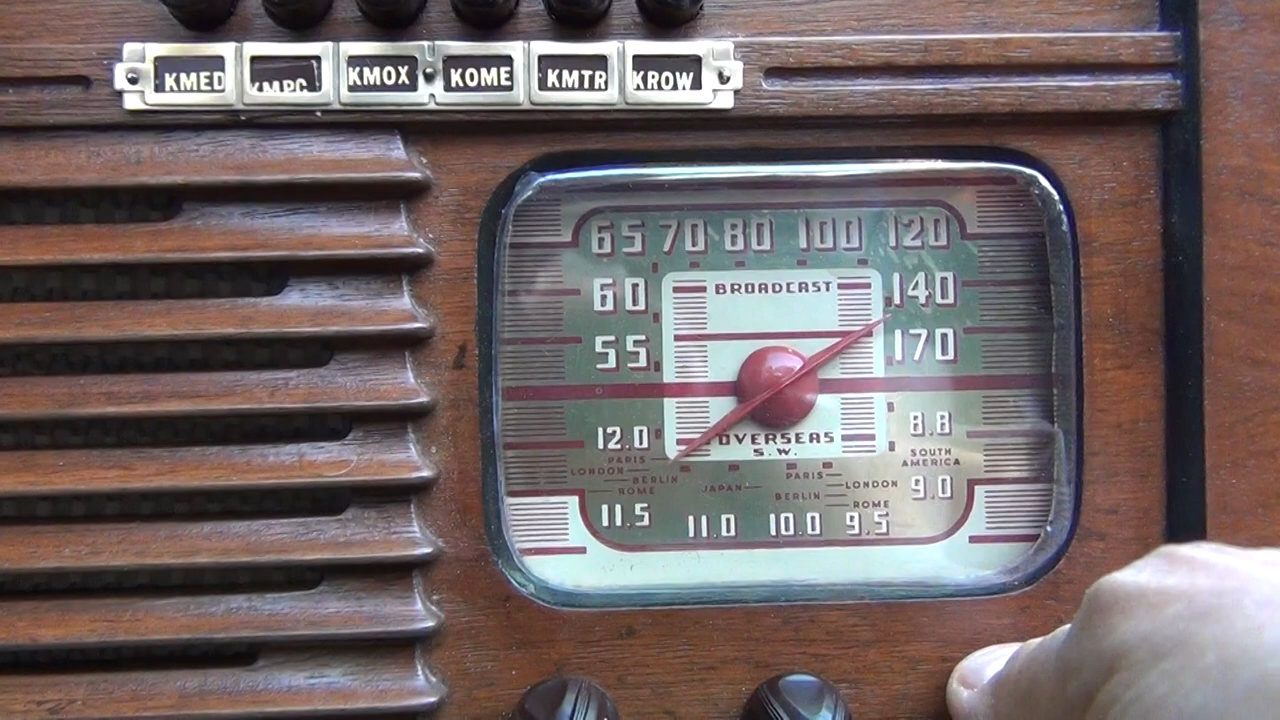 KMED KMPC KMOX KOME KMTR KROW
65 70 80 100 120
60 BROADCAST 140
55 170
12.0 OVERSEAS 8.8
S.W.
PARIS
LONDON
BERLIN
ROME
JAPAN
PARIS
LONDON
BERLIN
ROME
SOUTH
AMERICA
9.0
11.5 11.0 10.0 9.5